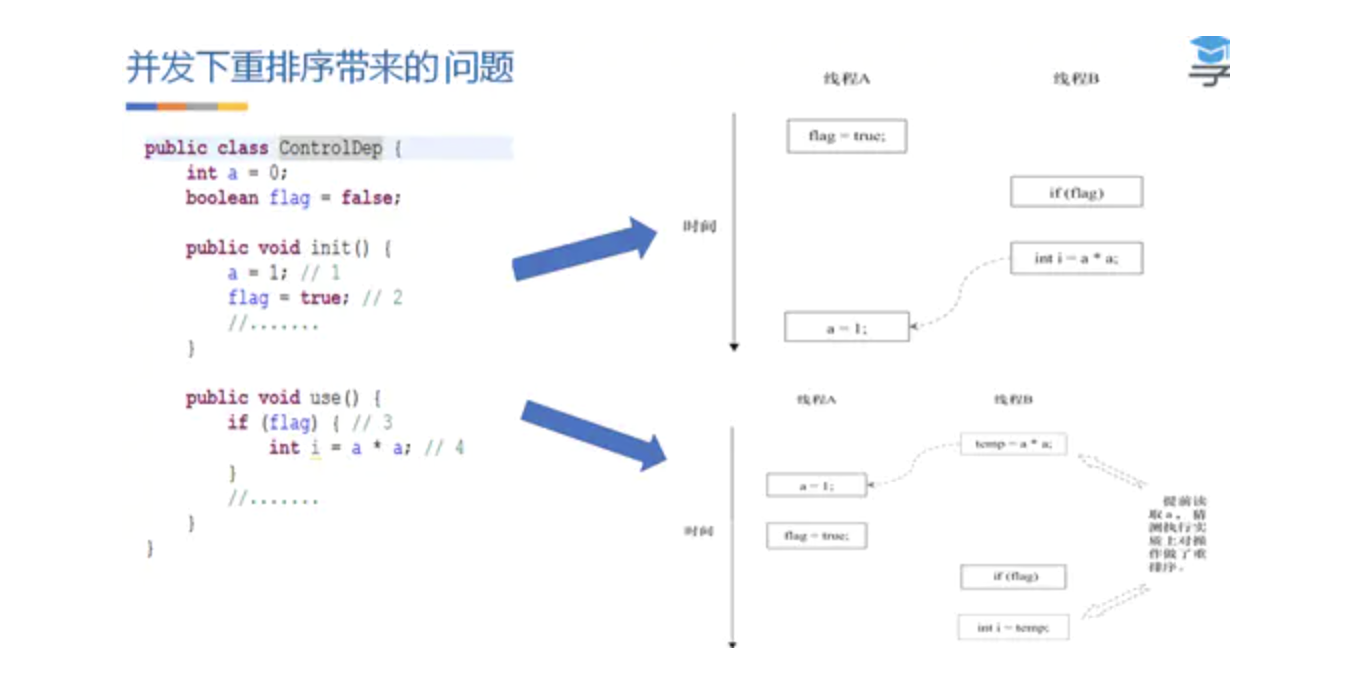 并发下重排序带来的问题
public class ControlDep {
int a = 0;
boolean flag = false;
public void init() {
a = 1; // 1
flag = true; // 2
//.......
}
public void use() {
if (flag) { // 3
int i = a * a; // 4
}
//.......
}
}
线程A
线程B
flag = true;
if (flag)
时间
int i = a * a;
a = 1;
线程A
线程B
temp = a * a;
a = 1;
flag = true;
时间
if (flag)
int i = temp;
提前读
取a，猜
测执行实
质上对操
作做了重
排序。